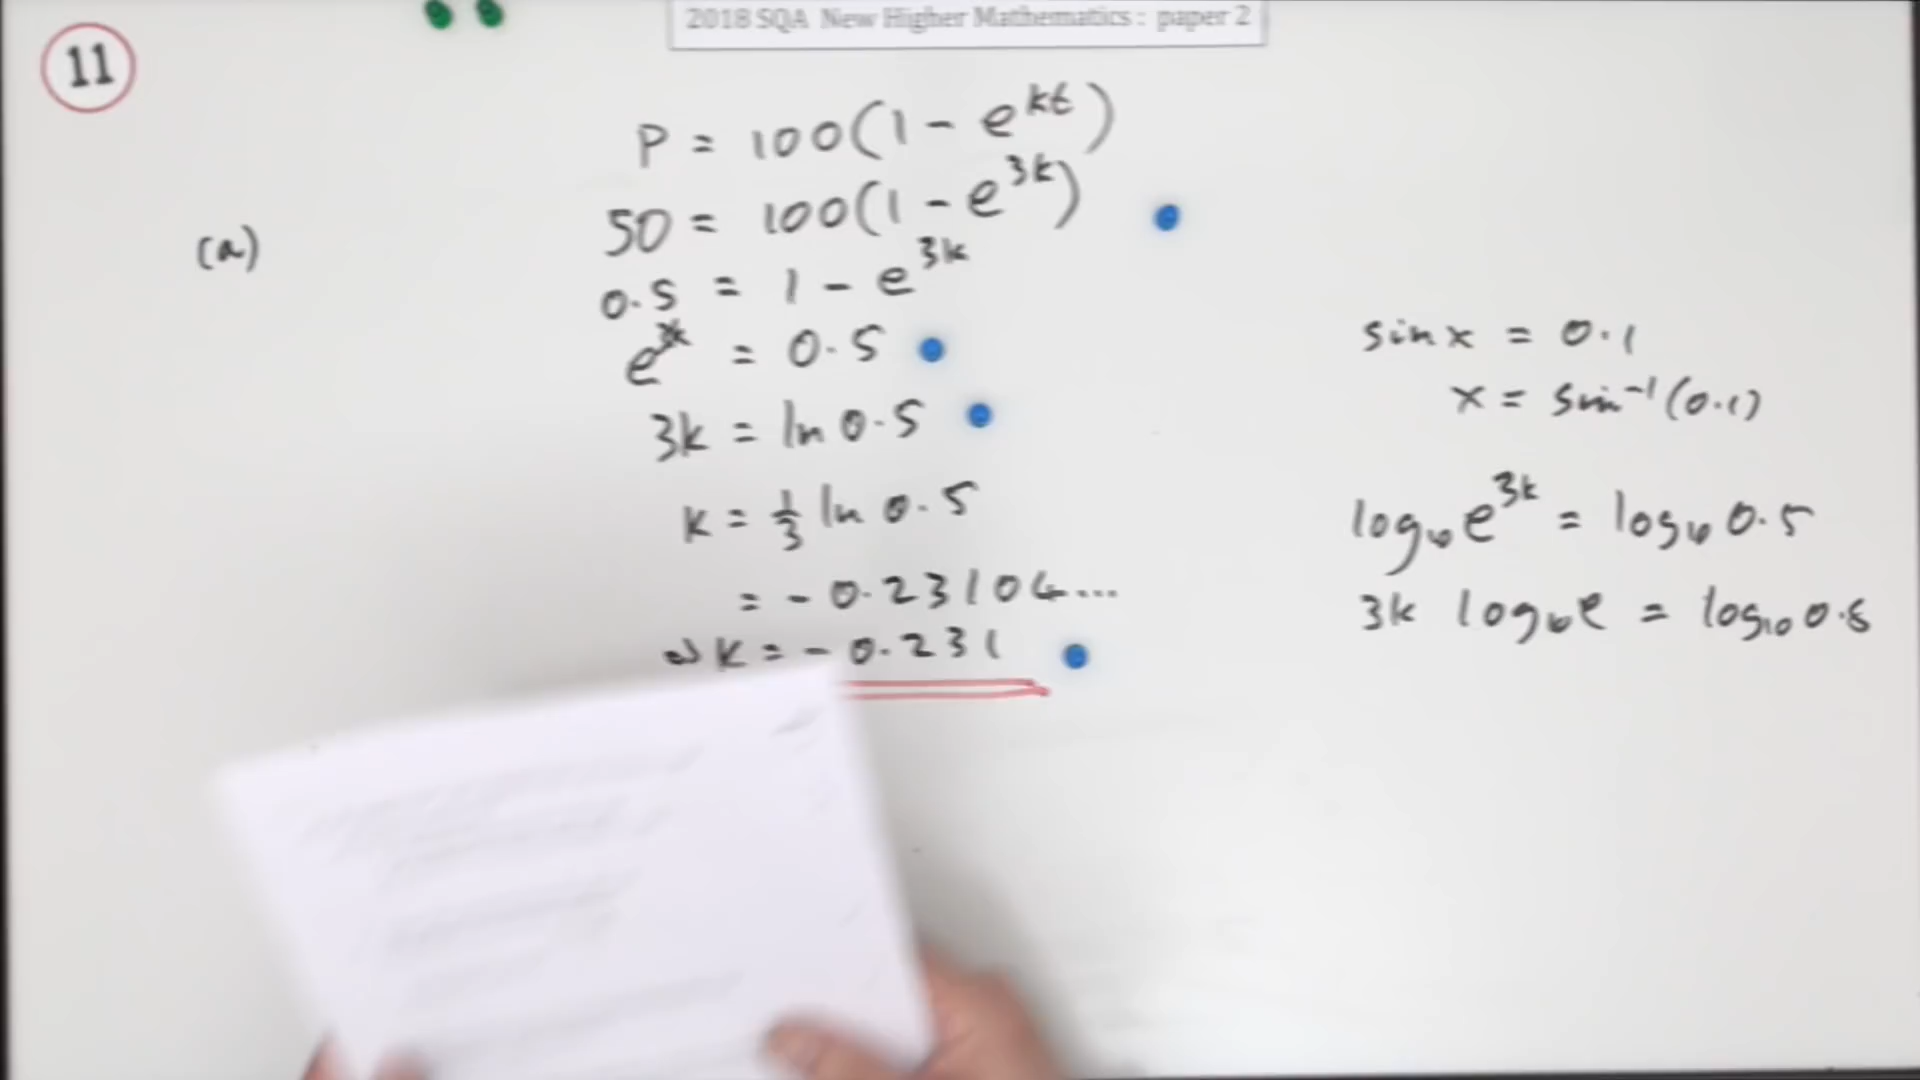 2018 SQA New Higher Mathematics : paper 2
11
P = 100(1 - e^{kt})
(a)
50 = 100(1 - e^{3k})
0.5 = 1 - e^{3k}
e^{3k} = 0.5
3k = ln 0.5
k = 1/3 ln 0.5
= -0.23104...
k = -0.231
sin x = 0.1
x = sin⁻¹(0.1)
log₁₀ e^{3k} = log₁₀ 0.5
3k log₁₀ e = log₁₀ 0.5